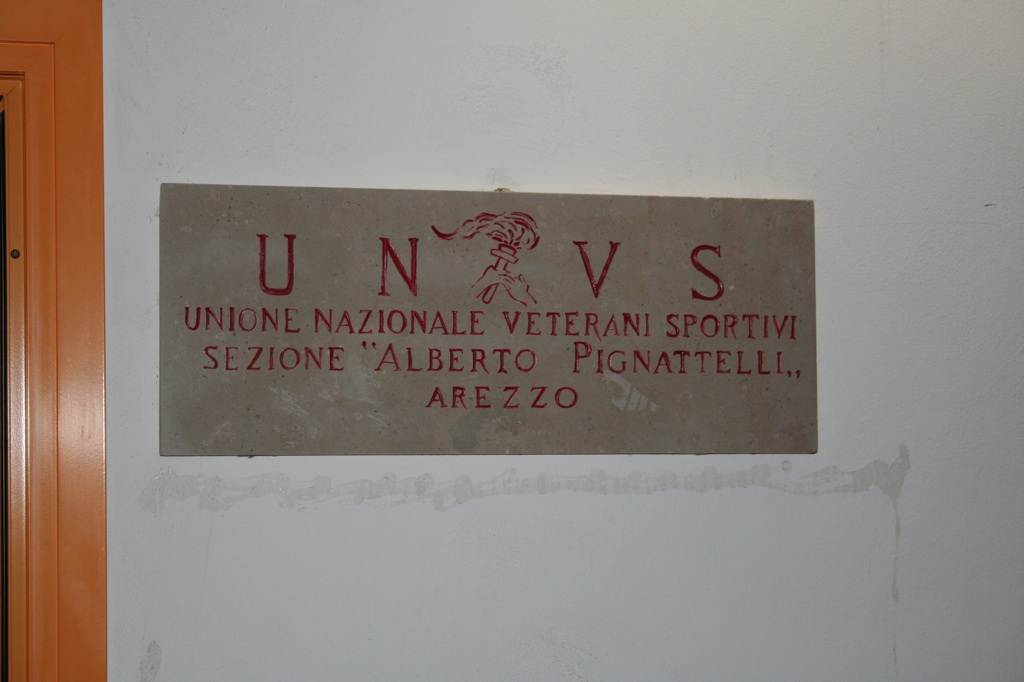 U N V S
UNIONE NAZIONALE VETERANI SPORTIVI
SEZIONE "ALBERTO PIGNATTELLI„
AREZZO